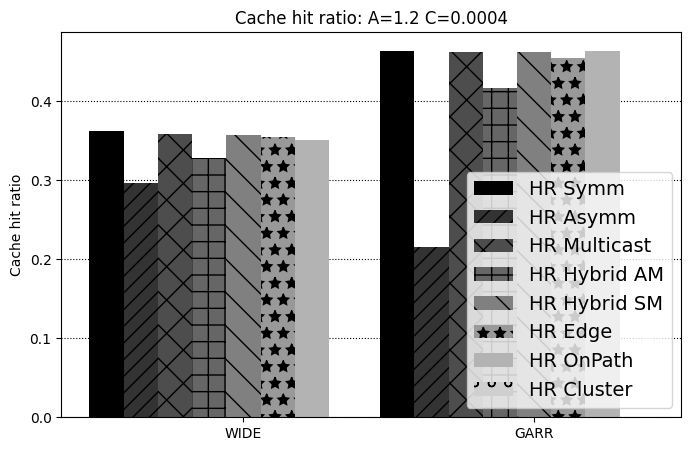 Cache hit ratio: A=1.2 C=0.0004
Cache hit ratio
0.4
0.3
0.2
0.1
0.0
WIDE
GARR
HR Symm
HR Asymm
HR Multicast
HR Hybrid AM
HR Hybrid SM
HR Edge
HR OnPath
HR Cluster